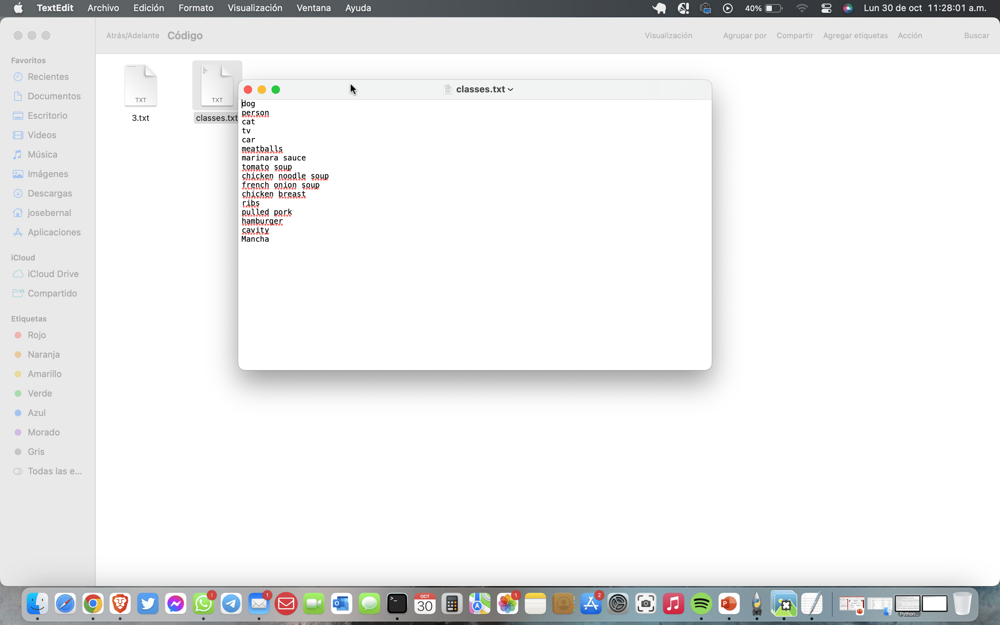 TextEdit Archivo Edición Formato Visualización Ventana Ayuda 40% Lun 30 de oct 11:28:01 a.m.
Atrás/Adelante Código Visualización Agrupar por Compartir Agregar etiquetas Acción Buscar
Favoritos
Recientes
Documentos
Escritorio
Videos
Música
Imágenes
Descargas
josebernal
Aplicaciones
iCloud
iCloud Drive
Compartido
Etiquetas
Rojo
Naranja
Amarillo
Verde
Azul
Morado
Gris
Todas las e...
TXT
3.txt
TXT
classes.txt
classes.txt
dog
person
cat
tv
car
meatballs
marinara sauce
tomato soup
chicken noodle soup
french onion soup
chicken breast
ribs
pulled pork
hamburger
cavity
Mancha
! 1 OCT 30 1 2
Python...